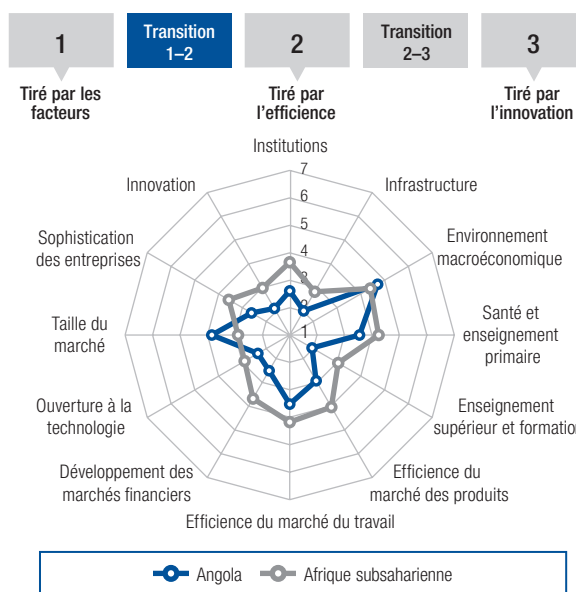 1
Transition
1–2
2
Transition
2–3
3
Tiré par les
facteurs
Tiré par
l'efficience
Tiré par
l'innovation
Institutions
7
6
5
4
3
2
1
Infrastructure
Environnement
macroéconomique
Santé et
enseignement
primaire
Enseignement
supérieur et formation
Efficience du
marché des produits
Efficience du marché du travail
Développement des
marchés financiers
Ouverture à la
technologie
Taille du
marché
Sophistication
des entreprises
Innovation
Angola
Afrique subsaharienne